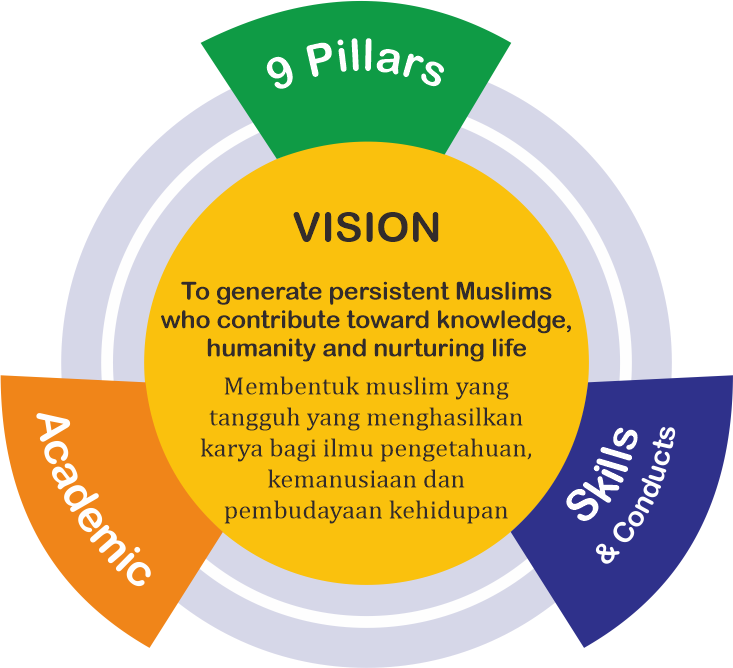 9 Pillars
VISION
To generate persistent Muslims
who contribute toward knowledge,
humanity and nurturing life
Membentuk muslim yang
tangguh yang menghasilkan
karya bagi ilmu pengetahuan,
kemanusiaan dan
pembudayaan kehidupan
Academic
Skills
& Conducts